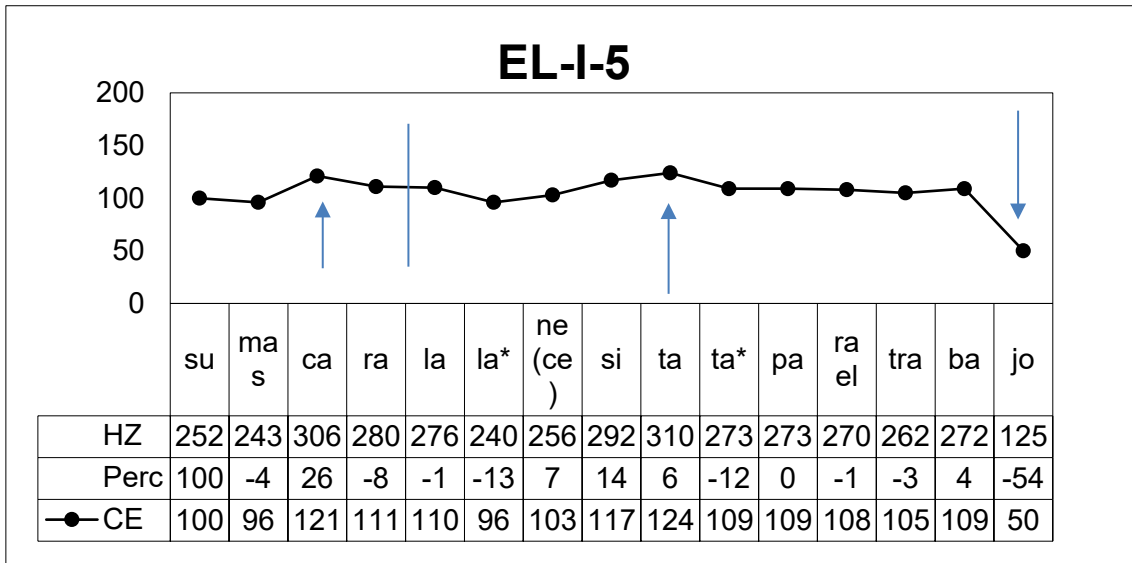 EL-I-5
200
150
100
50
0
su mas ca ra la la* ne(ce) si ta ta* pa rael tra ba jo
HZ 252 243 306 280 276 240 256 292 310 273 273 270 262 272 125
Perc 100 -4 26 -8 -1 -13 7 14 6 -12 0 -1 -3 4 -54
CE 100 96 121 111 110 96 103 117 124 109 109 108 105 109 50